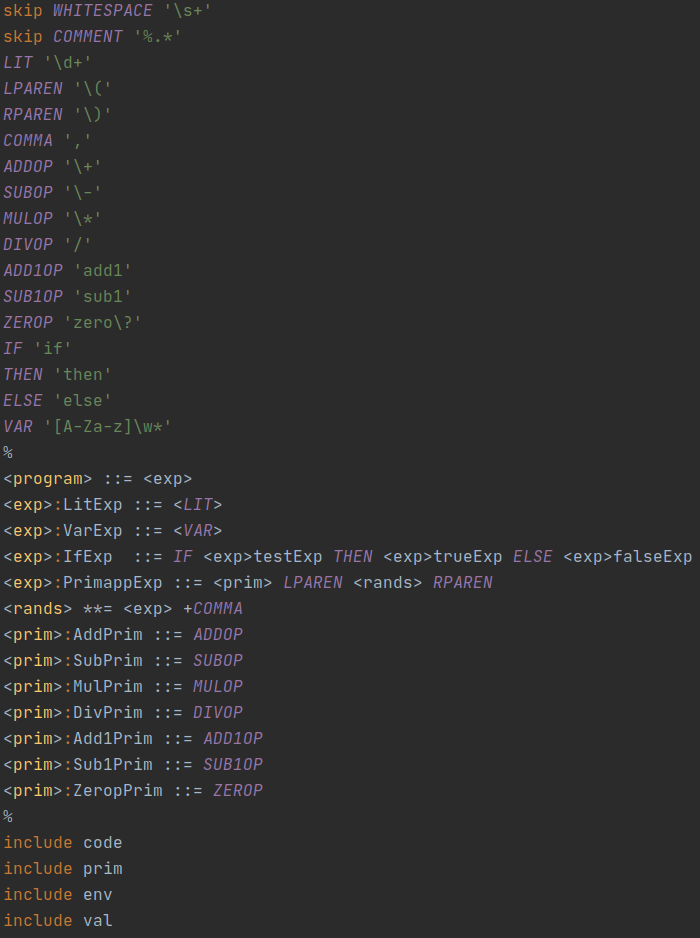 skip WHITESPACE '\s+'
skip COMMENT '%.*'
LIT '\d+'
LPAREN '\('
RPAREN '\)'
COMMA ','
ADDOP '\+'
SUBOP '\-'
MULOP '\*'
DIVOP '/'
ADD1OP 'add1'
SUB1OP 'sub1'
ZEROP 'zero\?'
IF 'if'
THEN 'then'
ELSE 'else'
VAR '[A-Za-z]\w*'
%
<program> ::= <exp>
<exp>:LitExp ::= <LIT>
<exp>:VarExp ::= <VAR>
<exp>:IfExp  ::= IF <exp>testExp THEN <exp>trueExp ELSE <exp>falseExp
<exp>:PrimappExp ::= <prim> LPAREN <rands> RPAREN
<rands> **= <exp> +COMMA
<prim>:AddPrim ::= ADDOP
<prim>:SubPrim ::= SUBOP
<prim>:MulPrim ::= MULOP
<prim>:DivPrim ::= DIVOP
<prim>:Add1Prim ::= ADD1OP
<prim>:Sub1Prim ::= SUB1OP
<prim>:ZeropPrim ::= ZEROP
%
include code
include prim
include env
include val